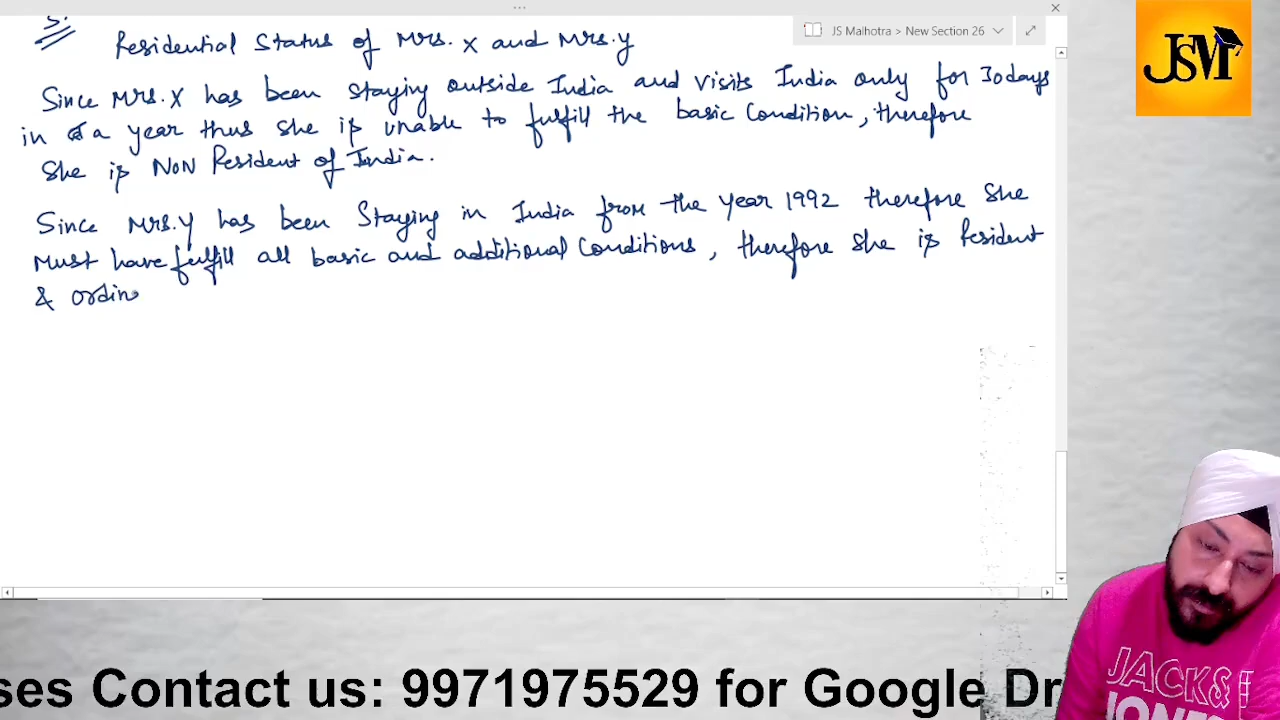 5.
JS Malhotra > New Section 26
JSM
Residential Status of Mrs. X and Mrs. Y
Since Mrs. X has been staying outside India and visits India only for 30 days
in a year thus she is unable to fulfill the basic condition, therefore
she is NON Resident of India.
Since Mrs. Y has been staying in India from the year 1992 therefore she
must have fulfill all basic and additional conditions, therefore she is Resident
& ordin
JACK&
JON
ses Contact us: 9971975529 for Google Dr